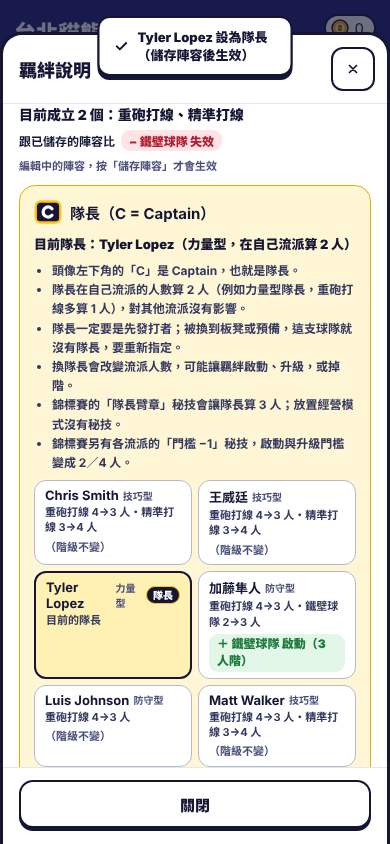 0
Tyler Lopez 設為隊長
（儲存陣容後生效）
羈絆說明
×
目前成立 2 個：重砲打線、精準打線
跟已儲存的陣容比 − 鐵壁球隊 失效
編輯中的陣容，按「儲存陣容」才會生效
C 隊長（C = Captain）
目前隊長：Tyler Lopez（力量型，在自己流派算 2 人）
• 頭像左下角的「C」是 Captain，也就是隊長。
• 隊長在自己流派的人數算 2 人（例如力量型隊長，重砲打
線多算 1 人），對其他流派沒有影響。
• 隊長一定要是先發打者；被換到板凳或預備，這支球隊就
沒有隊長，要重新指定。
• 換隊長會改變流派人數，可能讓羈絆啟動、升級，或掉
階。
• 錦標賽的「隊長臂章」秘技會讓隊長算 3 人；放置經營模
式沒有秘技。
• 錦標賽另有各流派的「門檻 −1」秘技，啟動與升級門檻
變成 2／4 人。
Chris Smith 技巧型
重砲打線 4→3 人・精準打
線 3→4 人
（階級不變）
王威廷 技巧型
重砲打線 4→3 人・精準打
線 3→4 人
（階級不變）
Tyler
Lopez
力量
型
隊長
目前的隊長
加藤隼人 防守型
重砲打線 4→3 人・鐵壁球
隊 2→3 人
＋ 鐵壁球隊 啟動（3
人階）
Luis Johnson 防守型
重砲打線 4→3 人
（階級不變）
Matt Walker 技巧型
重砲打線 4→3 人・精準打
線 3→4 人
（階級不變）
關閉